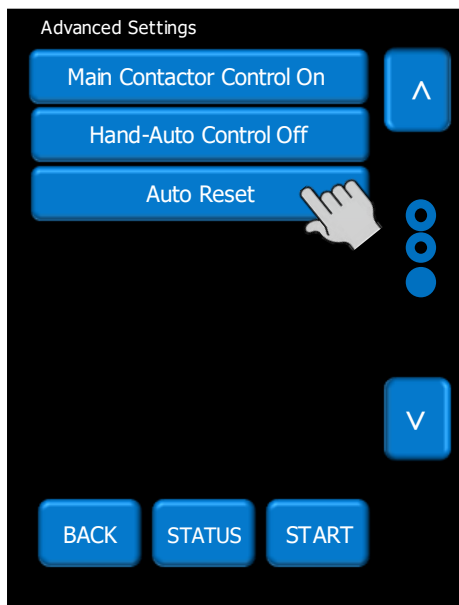 Advanced Settings
Main Contactor Control On
Hand-Auto Control Off
Auto Reset
BACK STATUS START